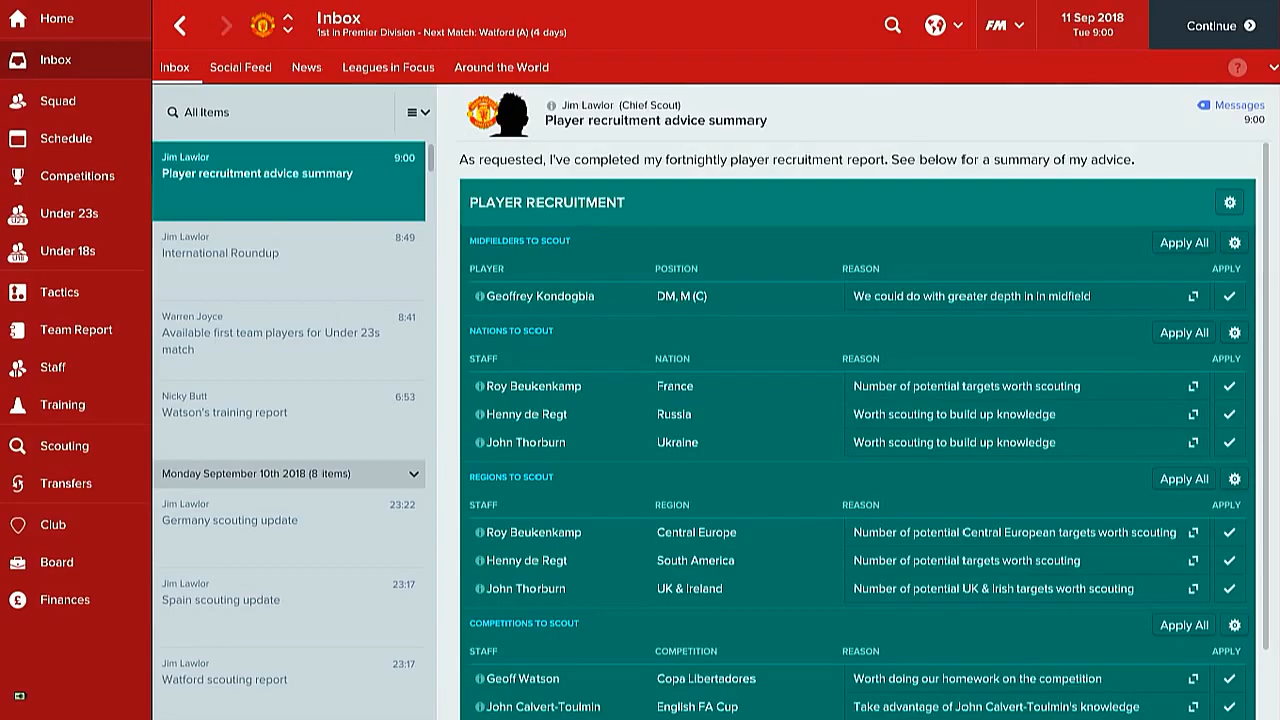 Home
Inbox
Squad
Schedule
Competitions
Under 23s
Under 18s
Tactics
Team Report
Staff
Training
Scouting
Transfers
Club
Board
Finances
Inbox
1st in Premier Division - Next Match: Watford (A) (4 days)
FM
11 Sep 2018
Tue 9:00
Continue
Inbox
Social Feed
News
Leagues in Focus
Around the World
?
All Items
Jim Lawlor 9:00
Player recruitment advice summary
Jim Lawlor 8:49
International Roundup
Warren Joyce 8:41
Available first team players for Under 23s
match
Nicky Butt 6:53
Watson's training report
Monday September 10th 2018 (8 items)
Jim Lawlor 23:22
Germany scouting update
Jim Lawlor 23:17
Spain scouting update
Jim Lawlor 23:17
Watford scouting report
Jim Lawlor (Chief Scout)
Player recruitment advice summary
Messages
9:00
As requested, I've completed my fortnightly player recruitment report. See below for a summary of my advice.
PLAYER RECRUITMENT
MIDFIELDERS TO SCOUT Apply All
PLAYER POSITION REASON APPLY
Geoffrey Kondogbia DM, M (C) We could do with greater depth in in midfield
NATIONS TO SCOUT Apply All
STAFF NATION REASON APPLY
Roy Beukenkamp France Number of potential targets worth scouting
Henny de Regt Russia Worth scouting to build up knowledge
John Thorburn Ukraine Worth scouting to build up knowledge
REGIONS TO SCOUT Apply All
STAFF REGION REASON APPLY
Roy Beukenkamp Central Europe Number of potential Central European targets worth scouting
Henny de Regt South America Number of potential targets worth scouting
John Thorburn UK & Ireland Number of potential UK & Irish targets worth scouting
COMPETITIONS TO SCOUT Apply All
STAFF COMPETITION REASON APPLY
Geoff Watson Copa Libertadores Worth doing our homework on the competition
John Calvert-Toulmin English FA Cup Take advantage of John Calvert-Toulmin's knowledge